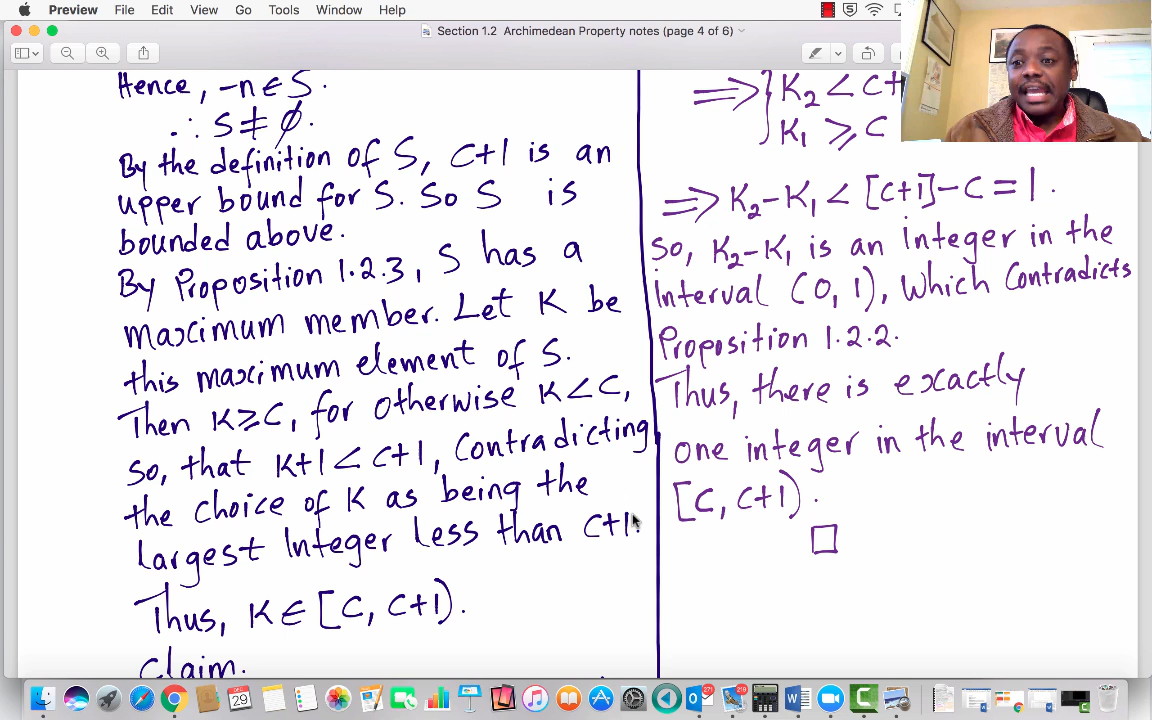 Preview File Edit View Go Tools Window Help
Section 1.2 Archimedean Property notes (page 4 of 6)
Hence, -n ∈ S.
∴ S ≠ ∅.
By the definition of S, C+1 is an
upper bound for S. So S is
bounded above.
By Proposition 1.2.3, S has a
maximum member. Let K be
this maximum element of S.
Then K ⩾ C, for otherwise K < C,
So, that K+1 < C+1, Contradicting
the choice of K as being the
largest Integer less than C+1.
Thus, K ∈ [C, C+1).
Claim.
⟹ { K₂ < C+
K₁ ⩾ C
⟹ K₂-K₁ < [C+1]-C = 1.
So, K₂-K₁ is an Integer in the
interval (0, 1), Which Contradicts
Proposition 1.2.2.
Thus, there is exactly
one integer in the interval
[C, C+1).
□
DEC
29
271
219